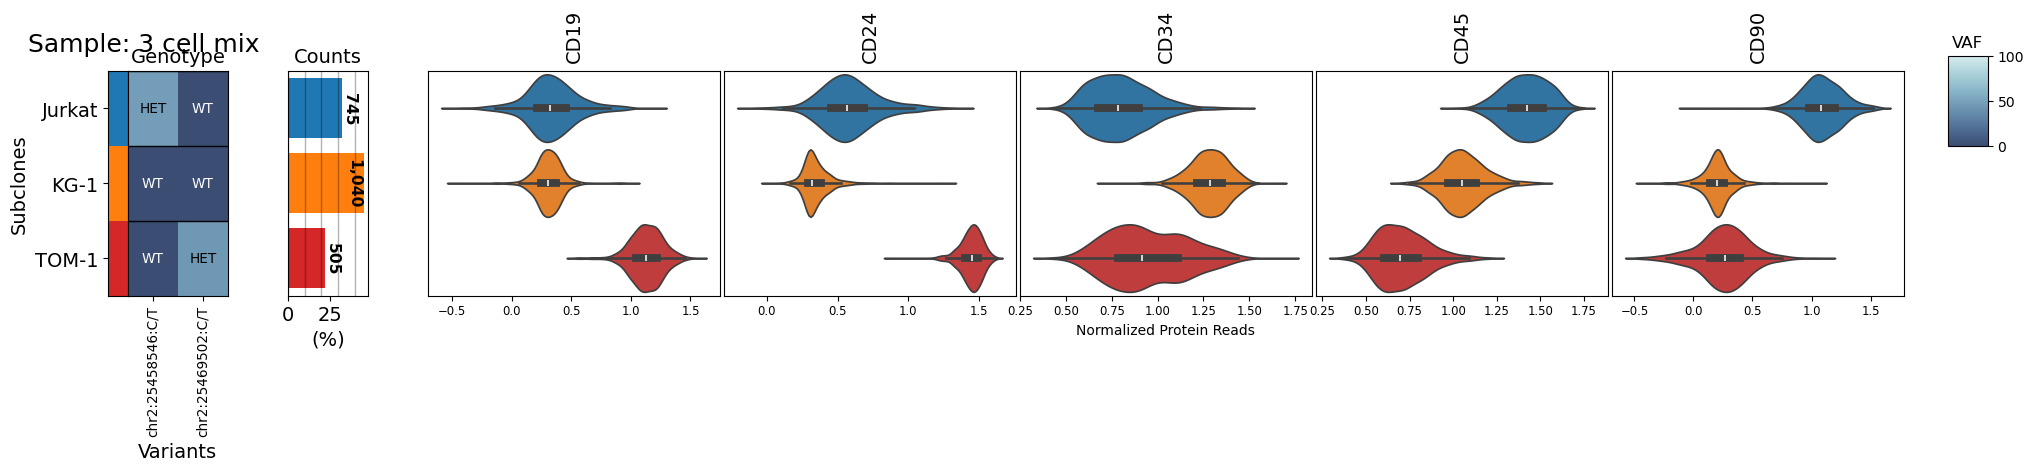 Sample: 3 cell mix
Genotype
Counts
CD19
CD24
CD34
CD45
CD90
VAF
Subclones
Jurkat
HET
WT
745
KG-1
WT
WT
1,040
TOM-1
WT
HET
505
100
50
0
chr2:25458546:C/T
chr2:25469502:C/T
Variants
0 25
(%)
−0.5 0.0 0.5 1.0 1.5
0.0 0.5 1.0 1.5
0.25 0.50 0.75 1.00 1.25 1.50 1.75
0.25 0.50 0.75 1.00 1.25 1.50 1.75
−0.5 0.0 0.5 1.0 1.5
Normalized Protein Reads